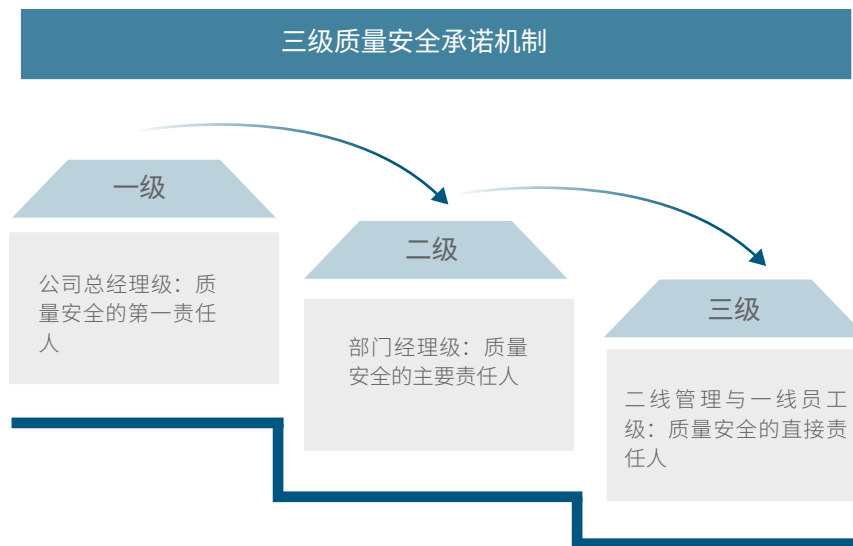 三级质量安全承诺机制
一级
公司总经理级：质
量安全的第一责任
人
二级
部门经理级：质量
安全的主要责任人
三级
二线管理与一线员工
级：质量安全的直接责
任人